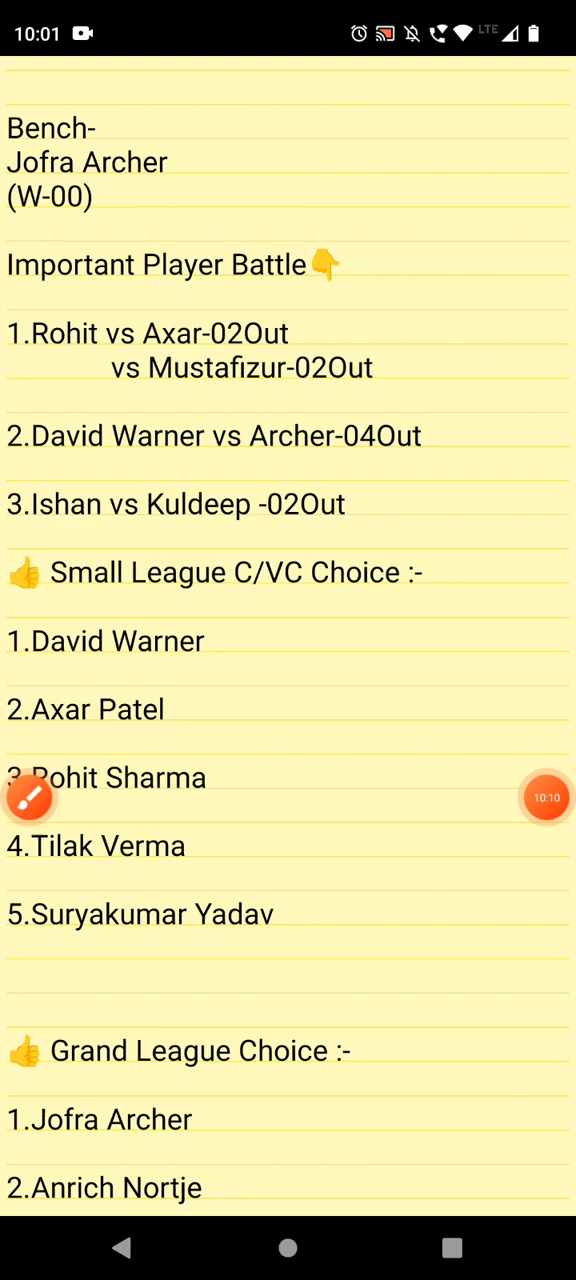 10:01
LTE
Bench-
Jofra Archer
(W-00)
Important Player Battle👇
1.Rohit vs Axar-02Out
vs Mustafizur-02Out
2.David Warner vs Archer-04Out
3.Ishan vs Kuldeep -02Out
👍 Small League C/VC Choice :-
1.David Warner
2.Axar Patel
3.Rohit Sharma
10:10
4.Tilak Verma
5.Suryakumar Yadav
👍 Grand League Choice :-
1.Jofra Archer
2.Anrich Nortje